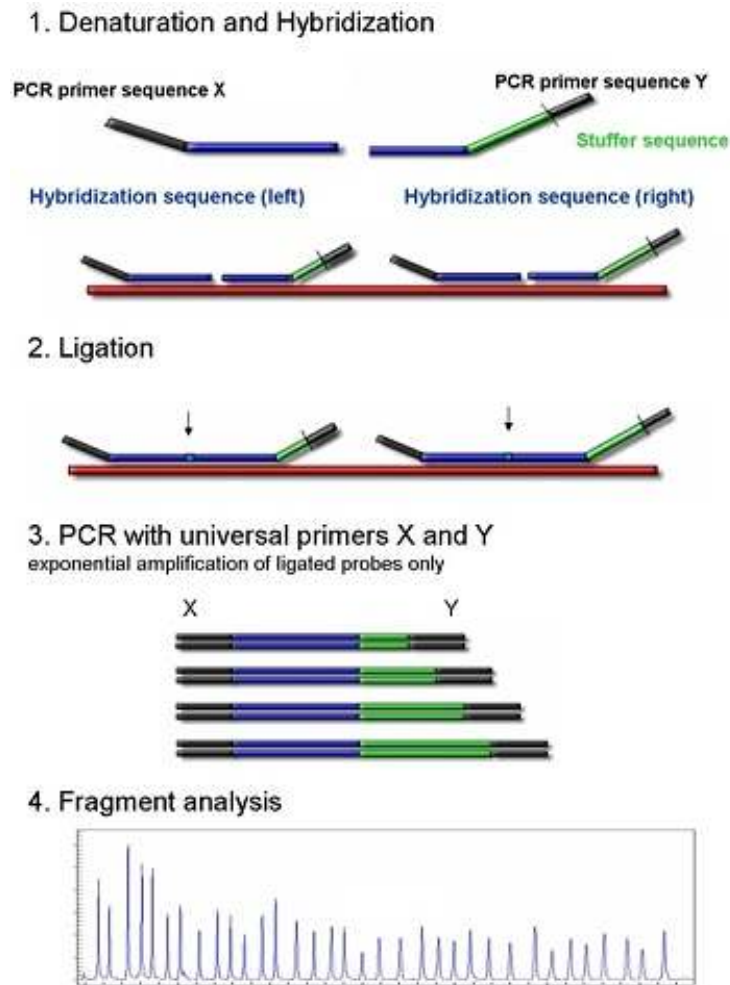 1. Denaturation and Hybridization
PCR primer sequence X
PCR primer sequence Y
Stuffer sequence
Hybridization sequence (left)
Hybridization sequence (right)
2. Ligation
3. PCR with universal primers X and Y
exponential amplification of ligated probes only
X Y
4. Fragment analysis